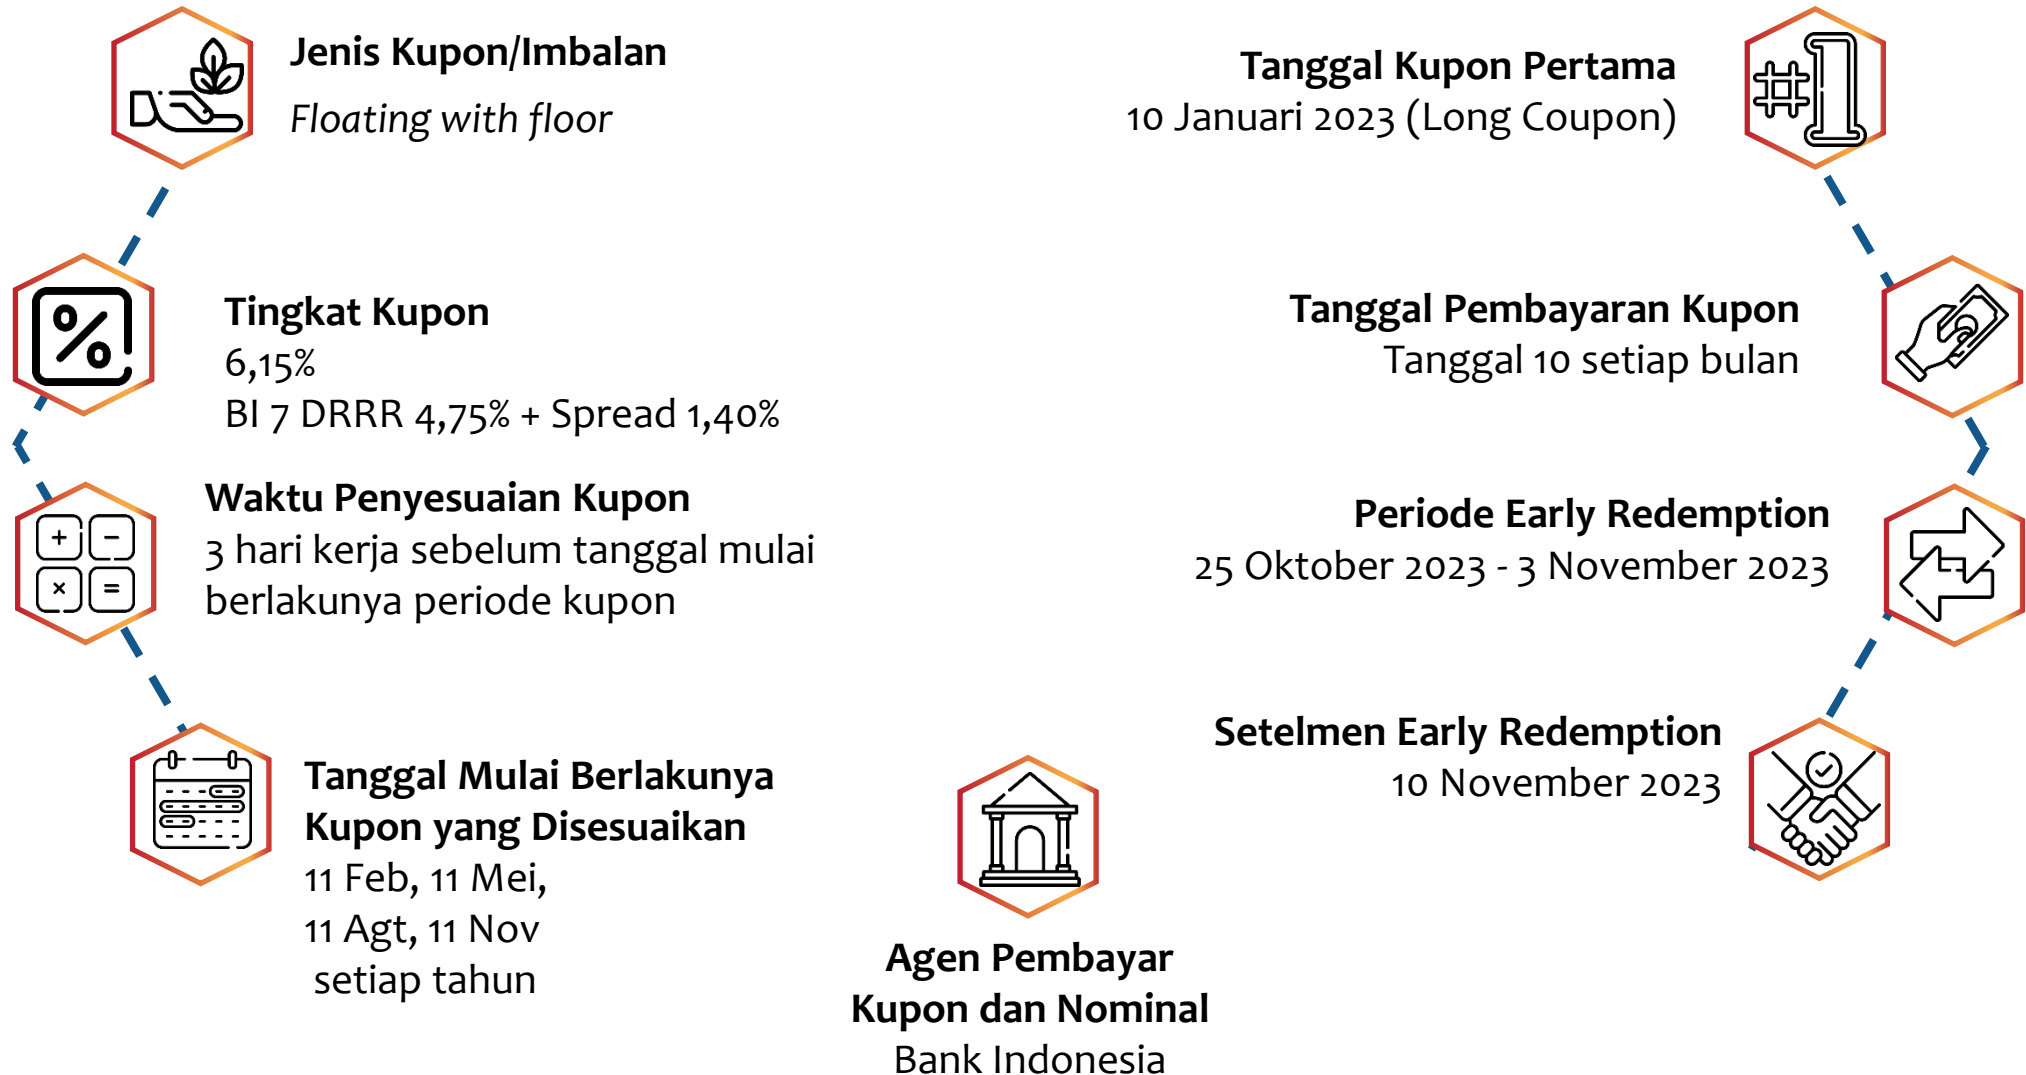 Jenis Kupon/Imbalan
Floating with floor
Tingkat Kupon
6,15%
BI 7 DRRR 4,75% + Spread 1,40%
Waktu Penyesuaian Kupon
3 hari kerja sebelum tanggal mulai
berlakunya periode kupon
Tanggal Mulai Berlakunya
Kupon yang Disesuaikan
11 Feb, 11 Mei,
11 Agt, 11 Nov
setiap tahun
Agen Pembayar
Kupon dan Nominal
Bank Indonesia
#1
Tanggal Kupon Pertama
10 Januari 2023 (Long Coupon)
Tanggal Pembayaran Kupon
Tanggal 10 setiap bulan
Periode Early Redemption
25 Oktober 2023 - 3 November 2023
Setelmen Early Redemption
10 November 2023